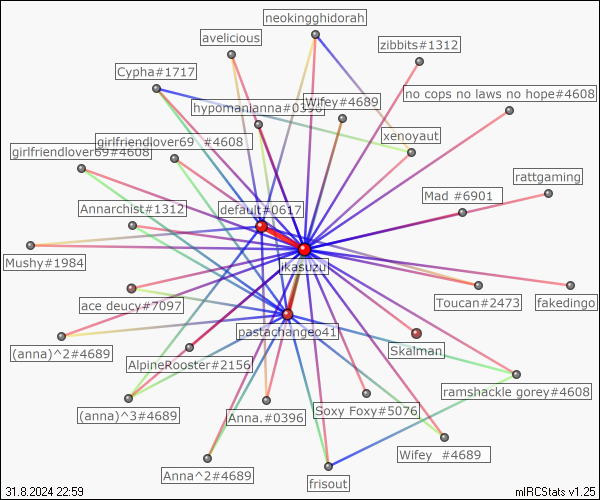 neokingghidorah
avelicious
zibbits#1312
Cypha#1717
no cops no laws no hope#4608
hypomanianna#0396
Wifey#4689
xenoyaut
girlfriendlover69 #4608
girlfriendlover69#4608
rattgaming
Mad #6901
Annarchist#1312
default#0617
Mushy#1984
ikasuzu
ace deucy#7097
Toucan#2473
fakedingo
pastachangeo41
(anna)^2#4689
AlpineRooster#2156
Skalman
ramshackle gorey#4608
(anna)^3#4689
Anna.#0396
Soxy Foxy#5076
Wifey #4689
Anna^2#4689
frisout
31.8.2024 22:59
mIRCStats v1.25